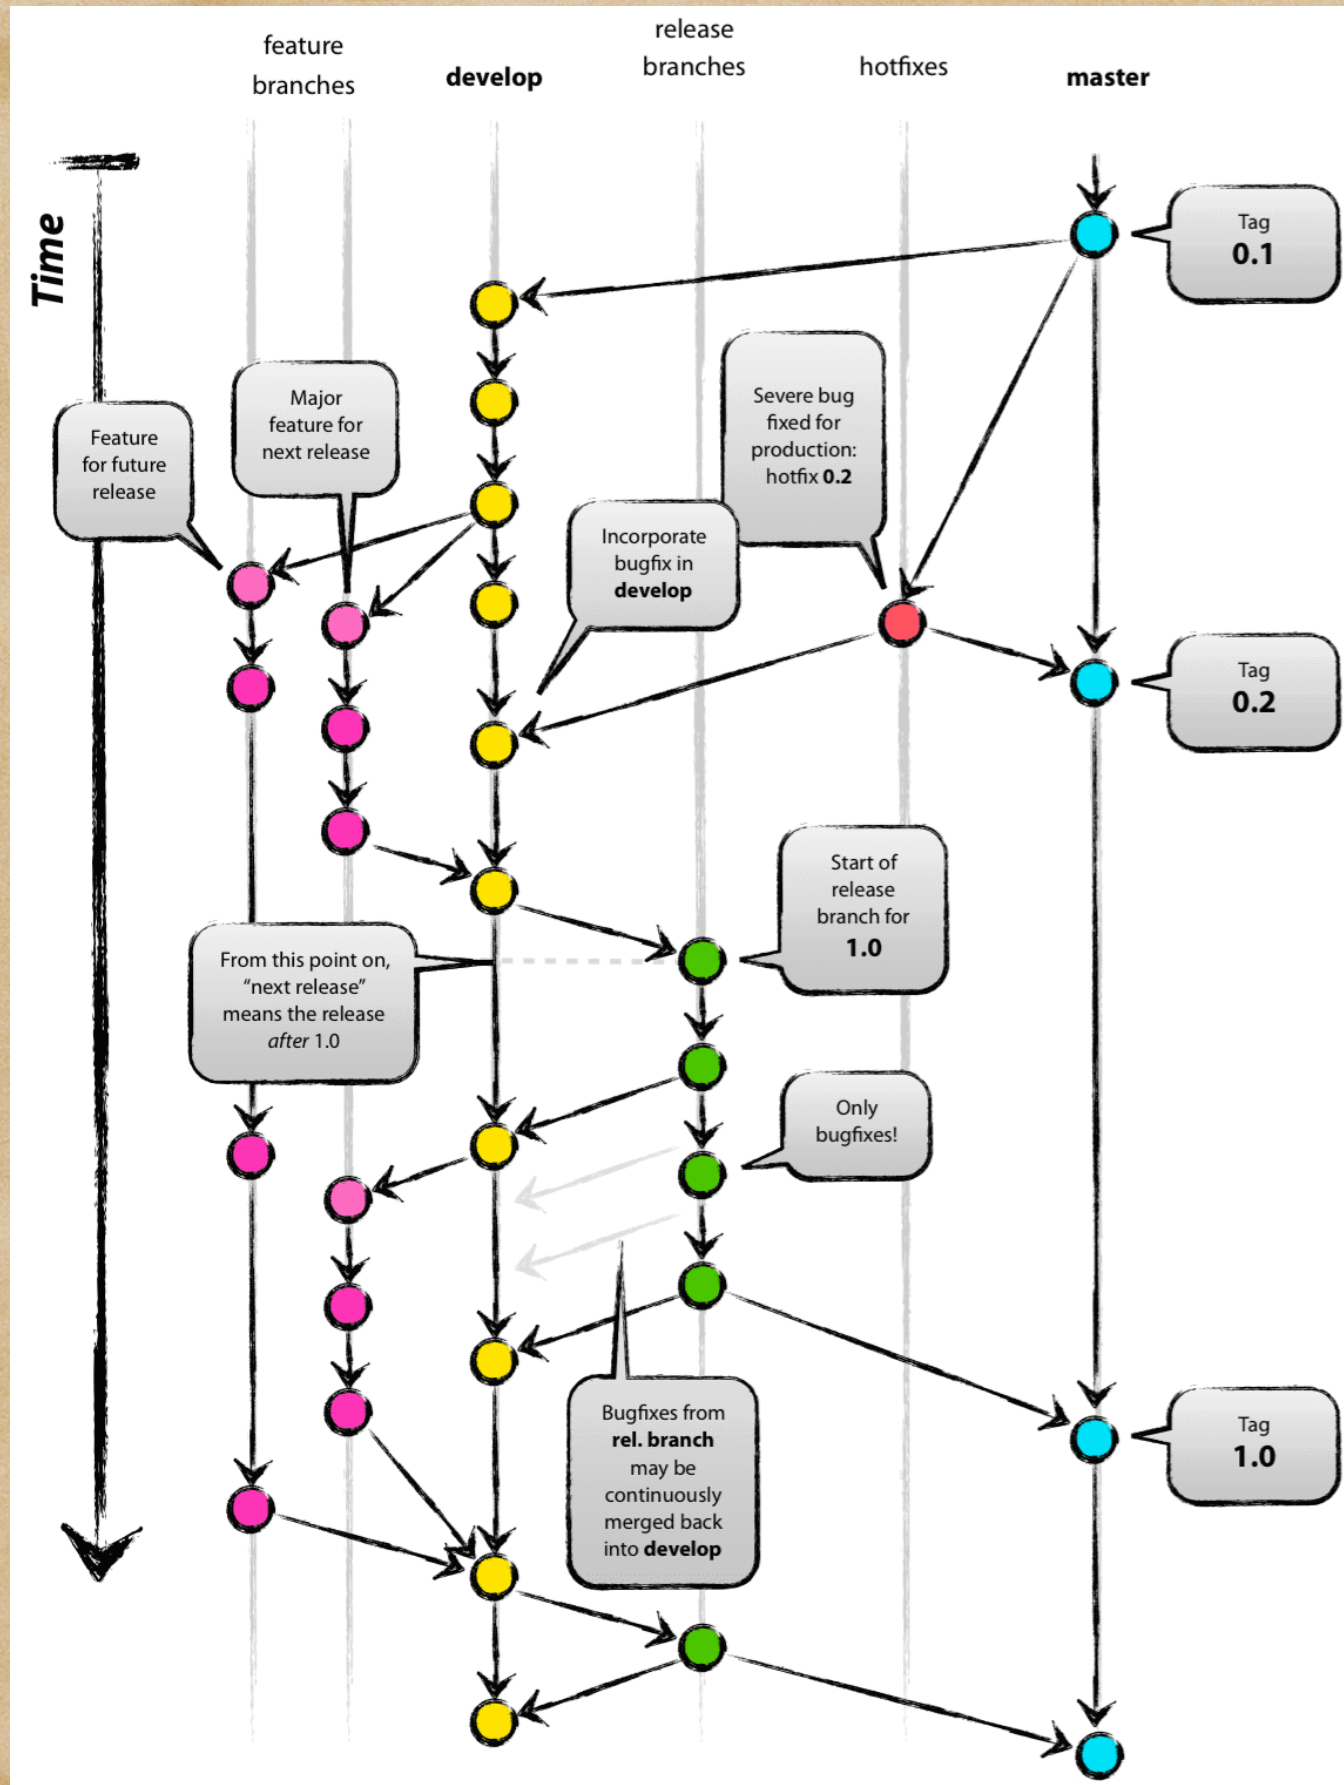 feature
branches
develop
release
branches
hotfixes
master
Time
Tag
0.1
Major
feature for
next release
Feature
for future
release
Severe bug
fixed for
production:
hotfix 0.2
Incorporate
bugfix in
develop
Tag
0.2
Start of
release
branch for
1.0
From this point on,
“next release”
means the release
after 1.0
Only
bugfixes!
Bugfixes from
rel. branch
may be
continuously
merged back
into develop
Tag
1.0